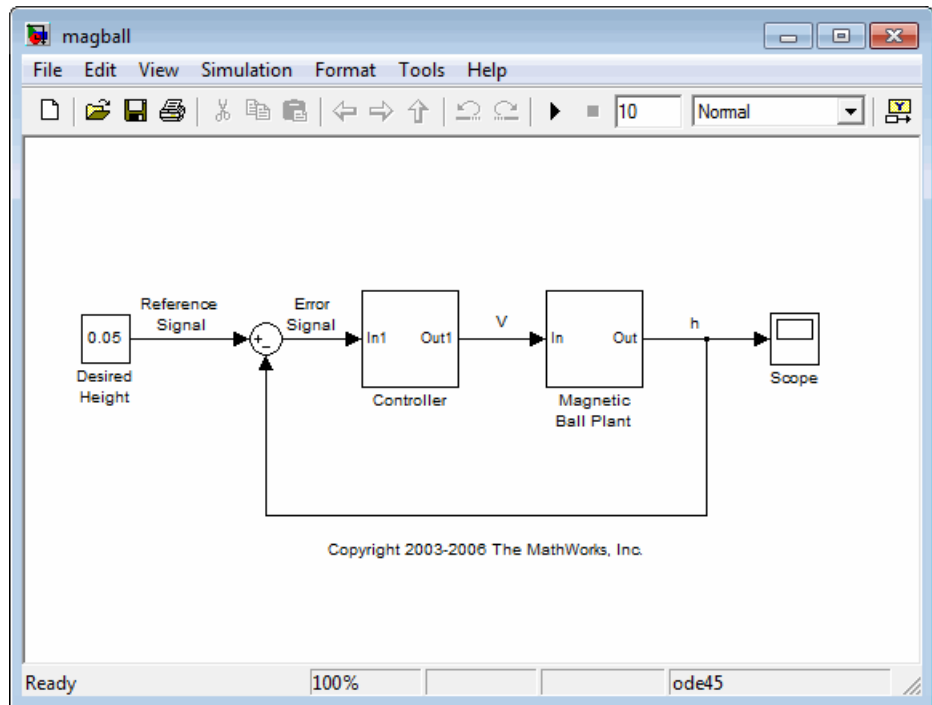 magball
File Edit View Simulation Format Tools Help
10 Normal
Reference
Signal
Error
Signal
0.05
+
-
In1 Out1
V
In Out
h
Desired
Height
Controller
Magnetic
Ball Plant
Scope
Copyright 2003-2006 The MathWorks, Inc.
Ready 100% ode45